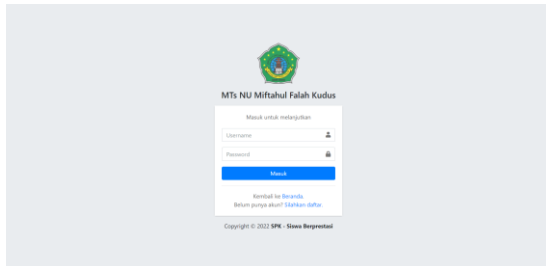 MTs NU Miftahul Falah Kudus
Masuk untuk melanjutkan
Username
Password
Masuk
Kembali ke Beranda.
Belum punya akun? Silahkan daftar.
Copyright © 2022 SPK - Siswa Berprestasi